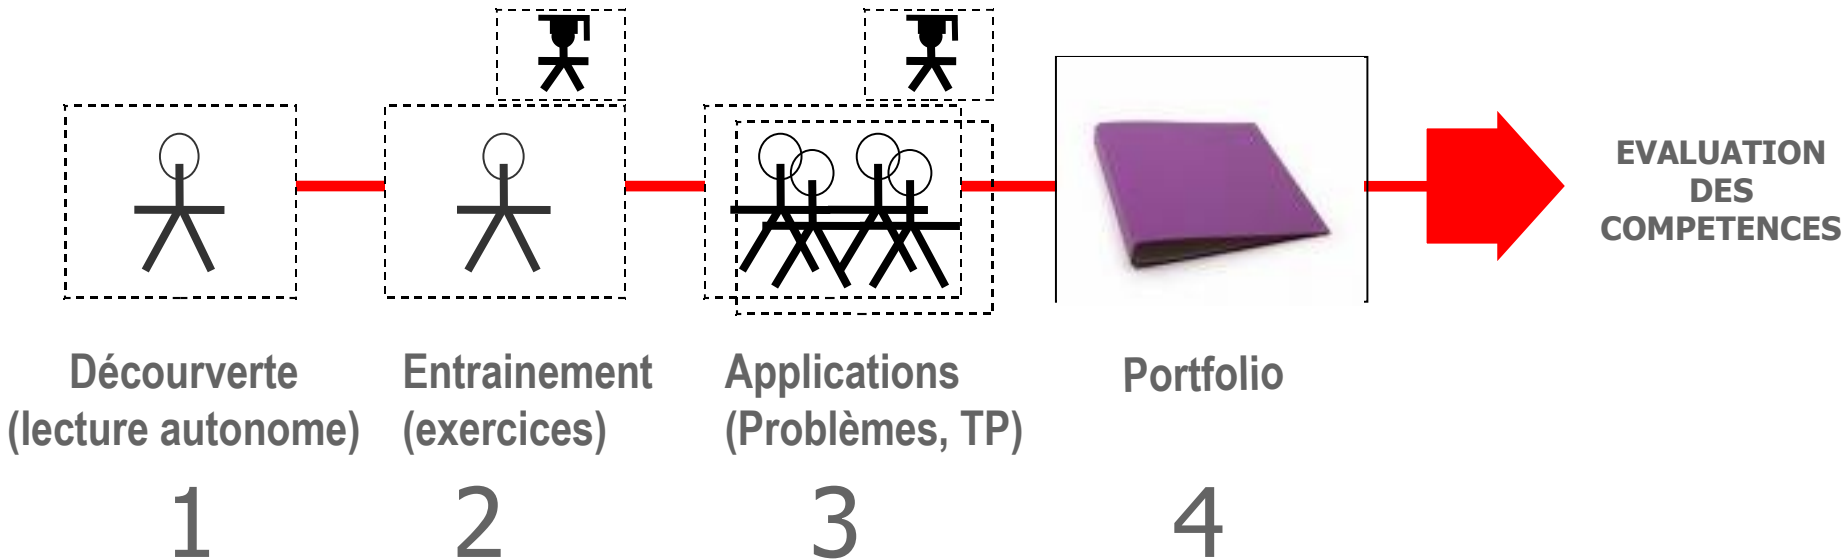 Décourverte
(lecture autonome)
1
Entrainement
(exercices)
2
Applications
(Problèmes, TP)
3
Portfolio
4
EVALUATION
DES
COMPETENCES